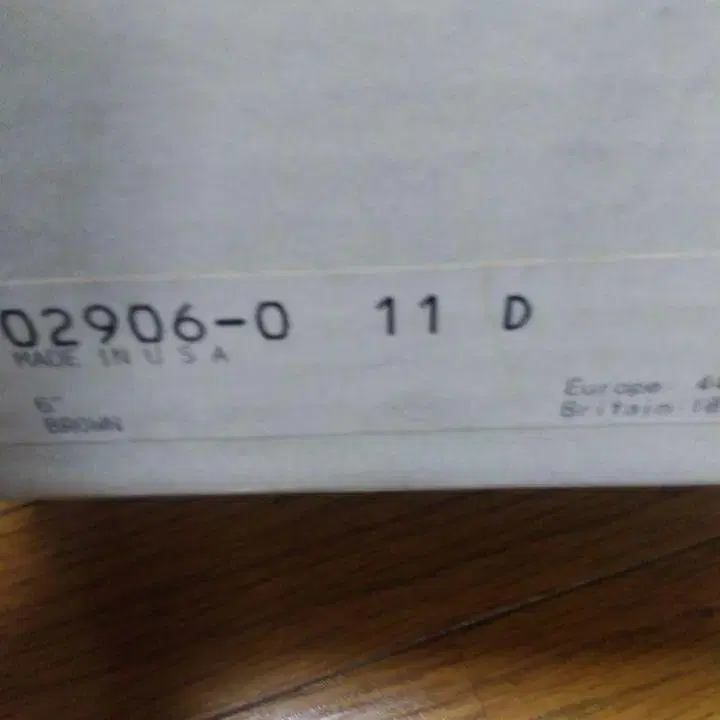 02906-0 11 D
MADE IN U S A
6"
BROWN
Europe
Britain